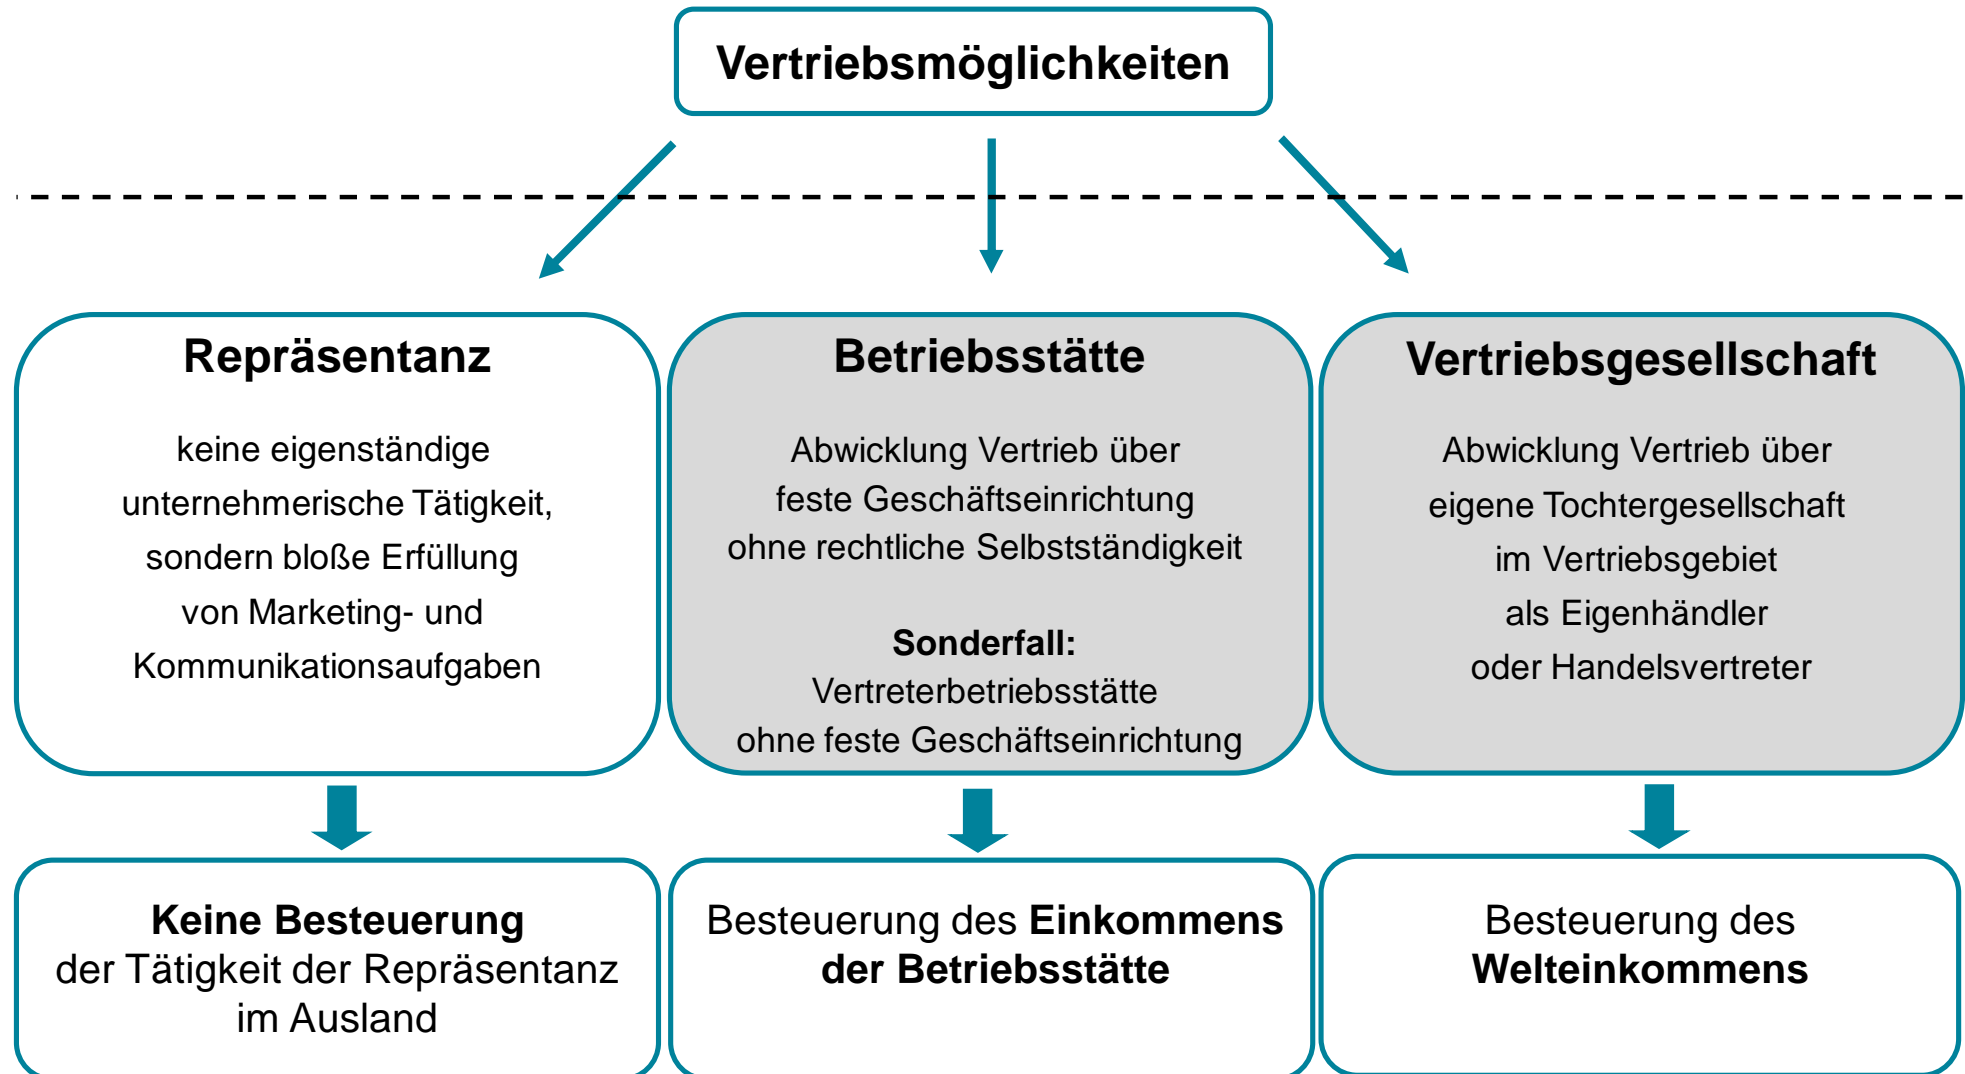 Vertriebsmöglichkeiten
Repräsentanz
keine eigenständige
unternehmerische Tätigkeit,
sondern bloße Erfüllung
von Marketing- und
Kommunikationsaufgaben
Betriebsstätte
Abwicklung Vertrieb über
feste Geschäftseinrichtung
ohne rechtliche Selbstständigkeit
Sonderfall:
Vertreterbetriebsstätte
ohne feste Geschäftseinrichtung
Vertriebsgesellschaft
Abwicklung Vertrieb über
eigene Tochtergesellschaft
im Vertriebsgebiet
als Eigenhändler
oder Handelsvertreter
Keine Besteuerung
der Tätigkeit der Repräsentanz
im Ausland
Besteuerung des Einkommens
der Betriebsstätte
Besteuerung des
Welteinkommens